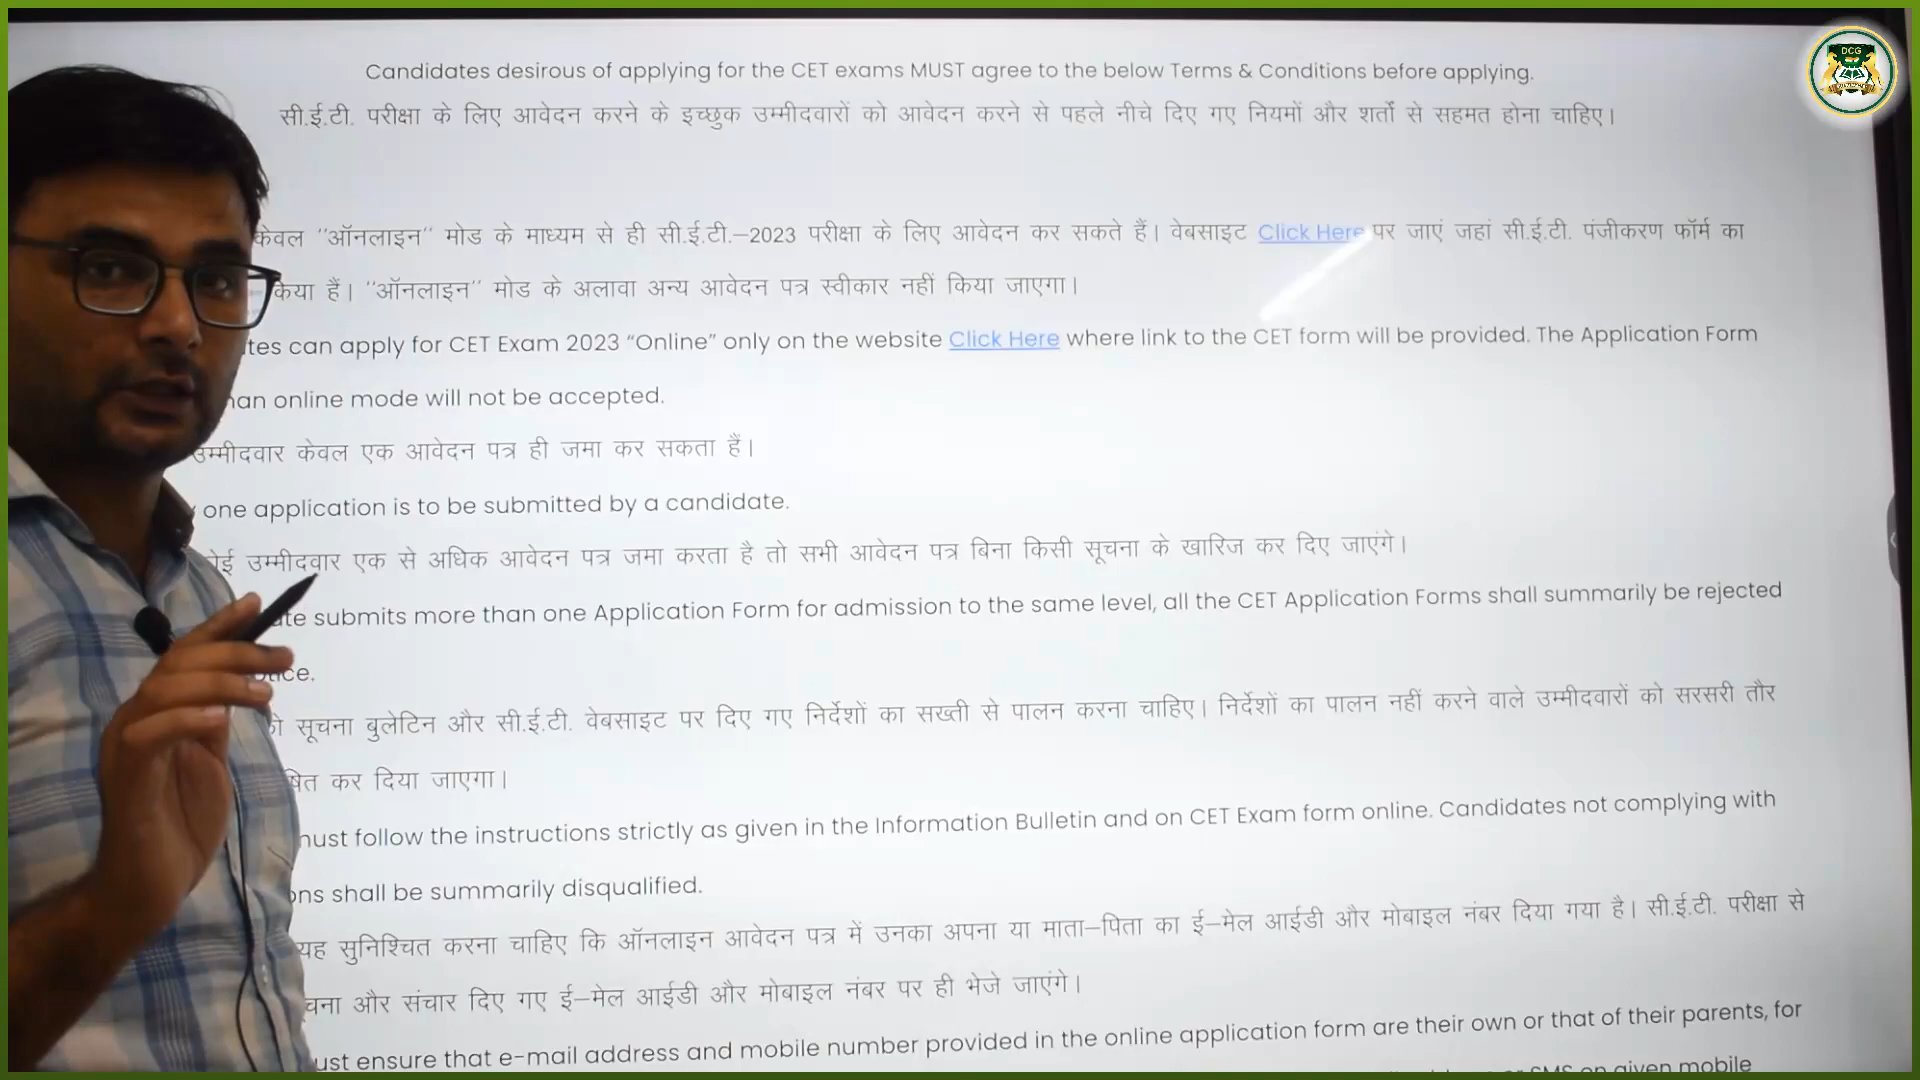 DCG
Candidates desirous of applying for the CET exams MUST agree to the below Terms & Conditions before applying.
सी.ई.टी. परीक्षा के लिए आवेदन करने के इच्छुक उम्मीदवारों को आवेदन करने से पहले नीचे दिए गए नियमों और शर्तों से सहमत होना चाहिए।
केवल ''ऑनलाइन'' मोड के माध्यम से ही सी.ई.टी.–2023 परीक्षा के लिए आवेदन कर सकते हैं। वेबसाइट Click Here पर जाएं जहां सी.ई.टी. पंजीकरण फॉर्म का
किया हैं। ''ऑनलाइन'' मोड के अलावा अन्य आवेदन पत्र स्वीकार नहीं किया जाएगा।
tes can apply for CET Exam 2023 “Online” only on the website Click Here where link to the CET form will be provided. The Application Form
han online mode will not be accepted.
उम्मीदवार केवल एक आवेदन पत्र ही जमा कर सकता हैं।
one application is to be submitted by a candidate.
उम्मीदवार एक से अधिक आवेदन पत्र जमा करता है तो सभी आवेदन पत्र बिना किसी सूचना के खारिज कर दिए जाएंगे।
te submits more than one Application Form for admission to the same level, all the CET Application Forms shall summarily be rejected
ce.
सूचना बुलेटिन और सी.ई.टी. वेबसाइट पर दिए गए निर्देशों का सख्ती से पालन करना चाहिए। निर्देशों का पालन नहीं करने वाले उम्मीदवारों को सरसरी तौर
षित कर दिया जाएगा।
must follow the instructions strictly as given in the Information Bulletin and on CET Exam form online. Candidates not complying with
ons shall be summarily disqualified.
यह सुनिश्चित करना चाहिए कि ऑनलाइन आवेदन पत्र में उनका अपना या माता–पिता का ई–मेल आईडी और मोबाइल नंबर दिया गया है। सी.ई.टी. परीक्षा से
चना और संचार दिए गए ई–मेल आईडी और मोबाइल नंबर पर ही भेजे जाएंगे।
ust ensure that e-mail address and mobile number provided in the online application form are their own or that of their parents, for
SMS on given mobile